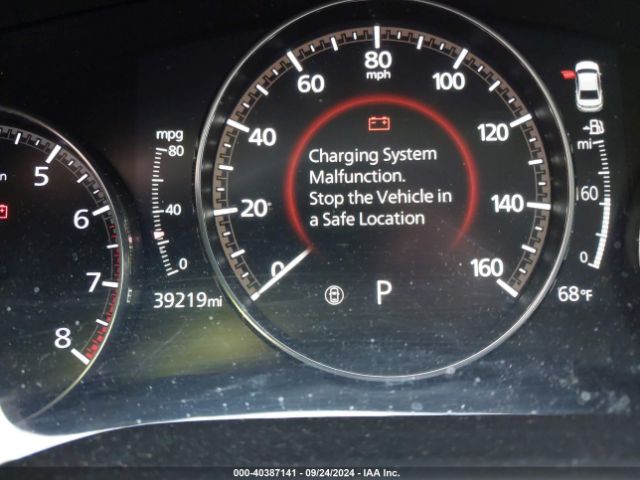 80
mph
60
100
40
120
20
140
0
160
Charging System
Malfunction.
Stop the Vehicle in
a Safe Location
P
mpg
80
40
0
39219mi
5
6
7
8
mi
160
0
68°F
000-40387141 - 09/24/2024 - IAA Inc.